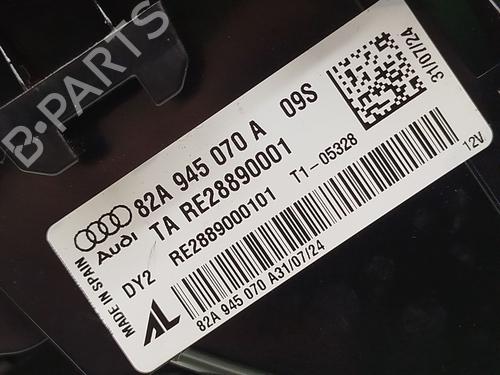 B-PARTS
Audi
82A 945 070 A 09S
TA RE28890001
DY2 RE2889000101 T1-05328
MADE IN SPAIN
AL
82A 945 070 A31/07/24
31/07/24
12V